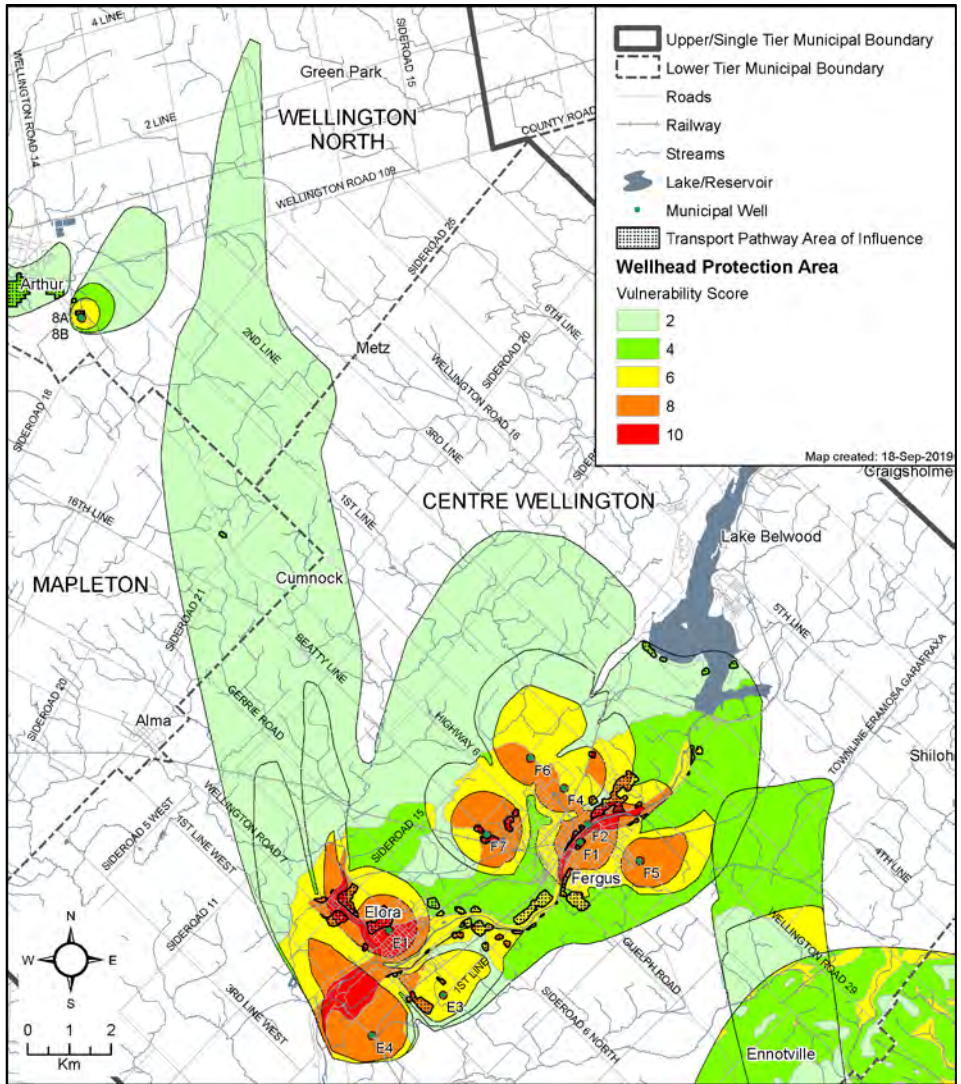 4 LINE
SIDEROAD 15
Green Park
WELLINGTON ROAD 14
2 LINE
WELLINGTON
NORTH
COUNTY ROAD
WELLINGTON ROAD 109
SIDEROAD 25
Arthur
8A
8B
2ND LINE
Metz
6TH LINE
SIDEROAD 20
WELLINGTON ROAD 16
SIDEROAD 18
3RD LINE
SIDEROAD
Upper/Single Tier Municipal Boundary
Lower Tier Municipal Boundary
Roads
Railway
Streams
Lake/Reservoir
Municipal Well
Transport Pathway Area of Influence
Wellhead Protection Area
Vulnerability Score
2
4
6
8
10
Map created: 18-Sep-2019
Craigsholme
16TH LINE
1ST LINE
CENTRE WELLINGTON
Lake Belwood
MAPLETON
Cumnock
5TH LINE
SIDEROAD 21
BEATTY LINE
TOWNLINE ERAMOSA GARAFRAXA
SIDEROAD 20
GERRIE ROAD
Alma
HIGHWAY 6
Shiloh
F6
F4
WELLINGTON ROAD 7
SIDEROAD 5 WEST
1ST LINE WEST
SIDEROAD 15
F7
F2
F1
F5
Fergus
4TH LINE
Elora
E1
SIDEROAD 11
GUELPH ROAD
WELLINGTON ROAD 29
N
W
E
S
3RD LINE WEST
1ST LINE
E3
SIDEROAD 6 NORTH
E4
0 1 2
Km
Ennotville